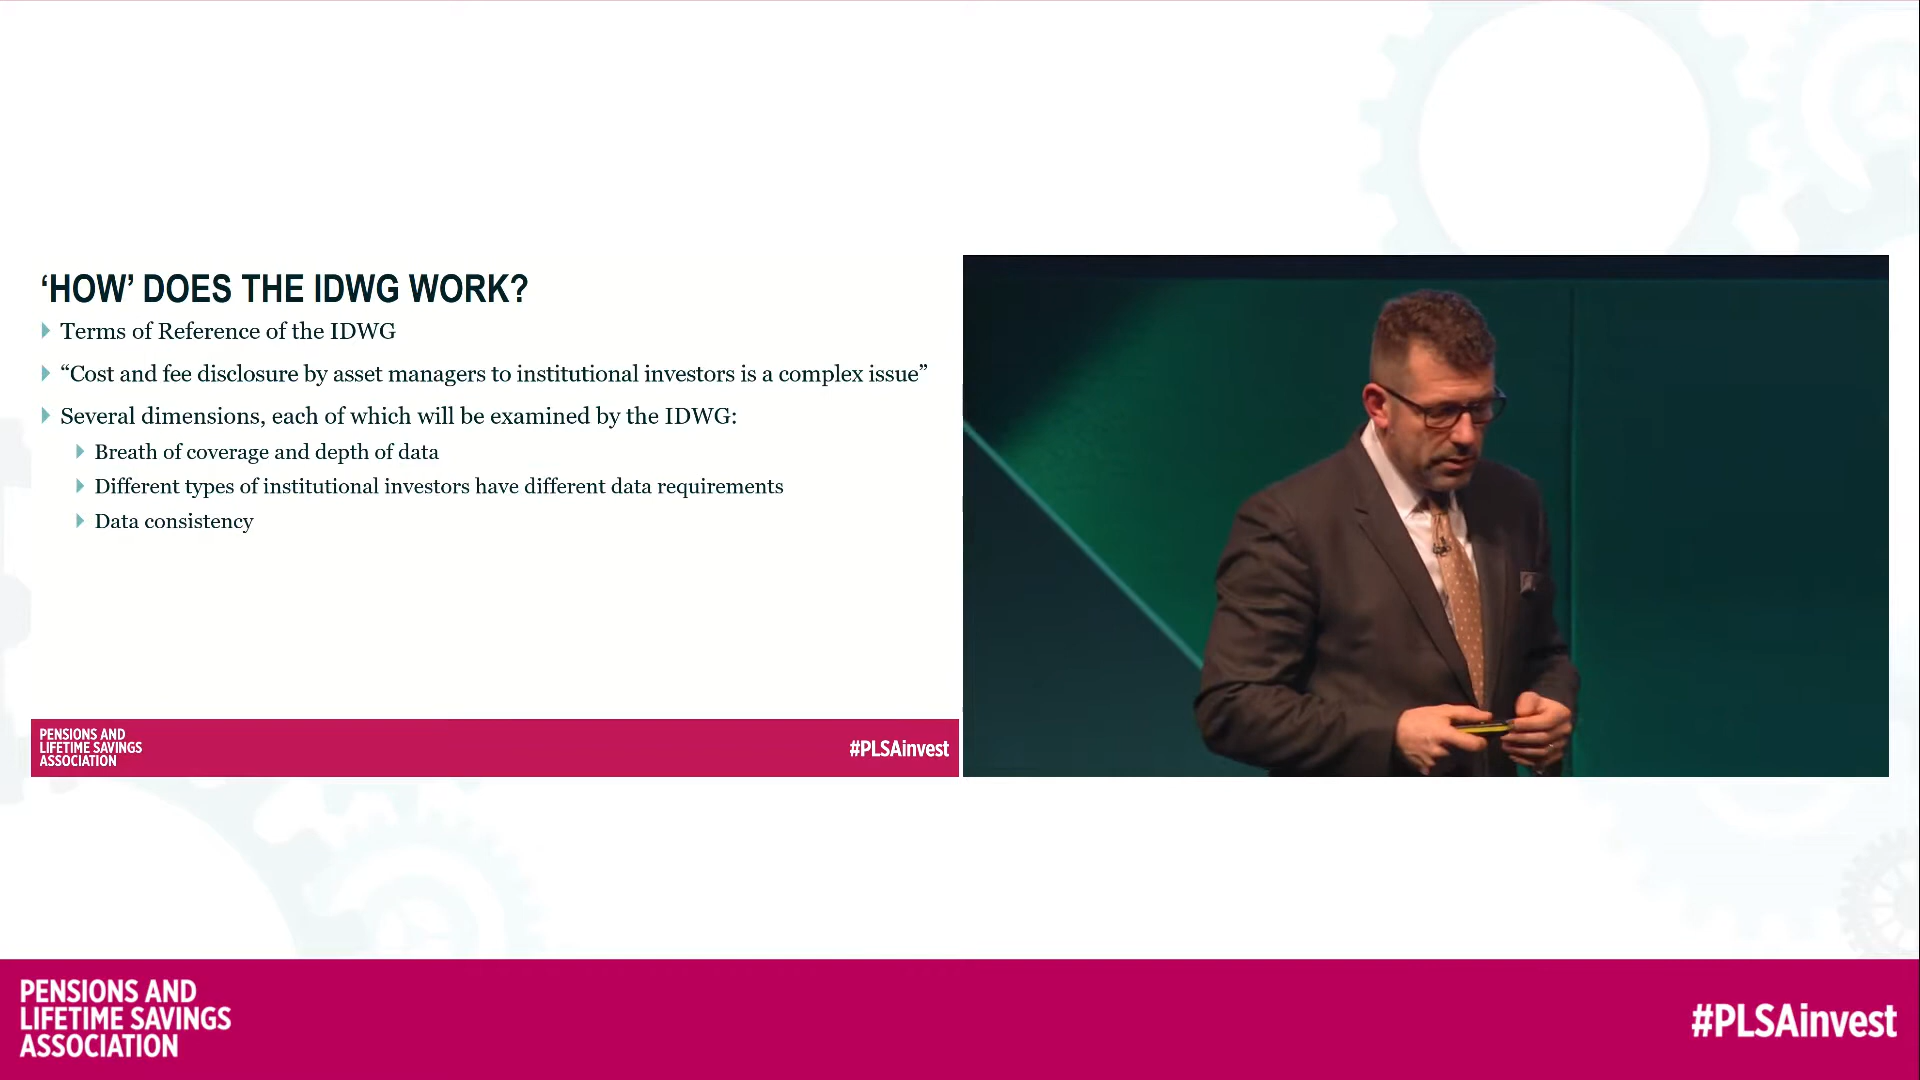 ‘HOW’ DOES THE IDWG WORK?
Terms of Reference of the IDWG
“Cost and fee disclosure by asset managers to institutional investors is a complex issue”
Several dimensions, each of which will be examined by the IDWG:
Breath of coverage and depth of data
Different types of institutional investors have different data requirements
Data consistency
PENSIONS AND
LIFETIME SAVINGS
ASSOCIATION
#PLSAinvest
PENSIONS AND
LIFETIME SAVINGS
ASSOCIATION
#PLSAinvest